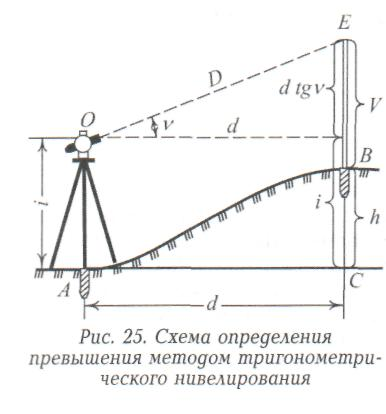 E
D
d tgν
V
O
ν
d
B
i
i
h
A
C
d
Рис. 25. Схема определения
превышения методом тригонометри-
ческого нивелирования